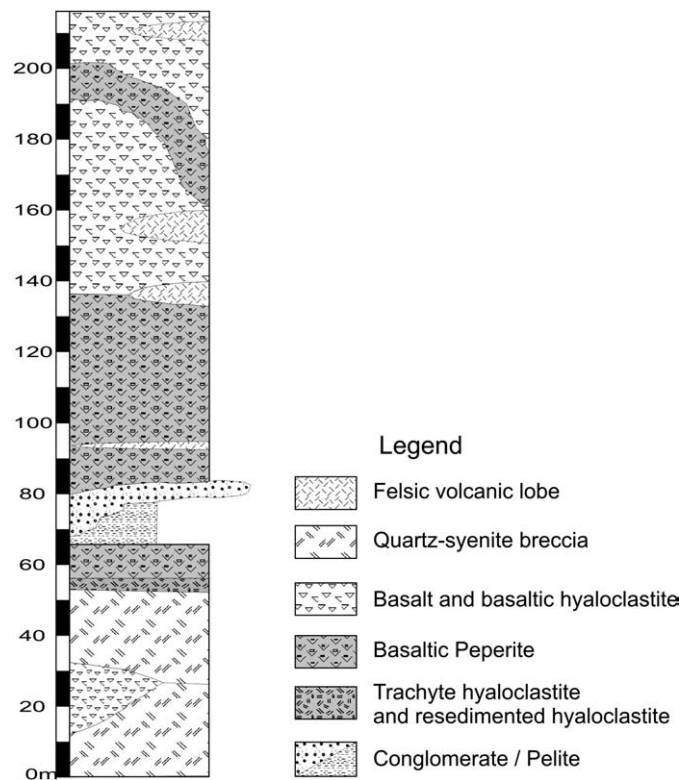 200
180
160
140
120
100
80
60
40
20
0m
Legend
Felsic volcanic lobe
Quartz-syenite breccia
Basalt and basaltic hyaloclastite
Basaltic Peperite
Trachyte hyaloclastite
and resedimented hyaloclastite
Conglomerate / Pelite